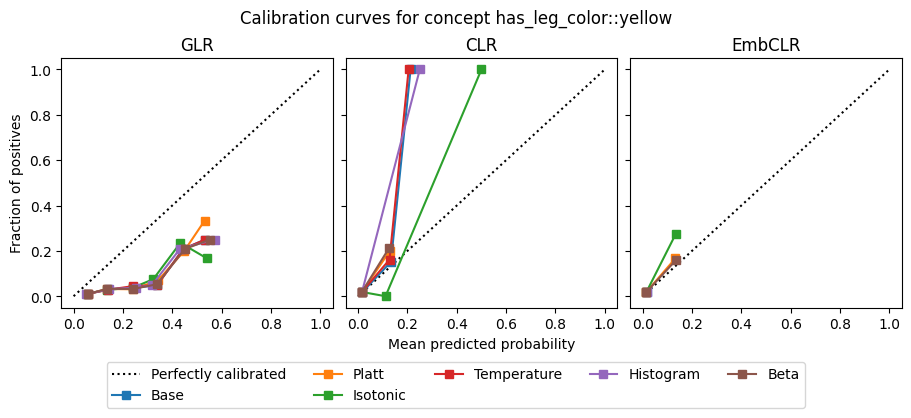 Calibration curves for concept has_leg_color::yellow
GLR
CLR
EmbCLR
Fraction of positives
1.0
0.8
0.6
0.4
0.2
0.0
0.0 0.2 0.4 0.6 0.8 1.0
0.0 0.2 0.4 0.6 0.8 1.0
0.0 0.2 0.4 0.6 0.8 1.0
Mean predicted probability
Perfectly calibrated Platt Temperature Histogram Beta
Base Isotonic